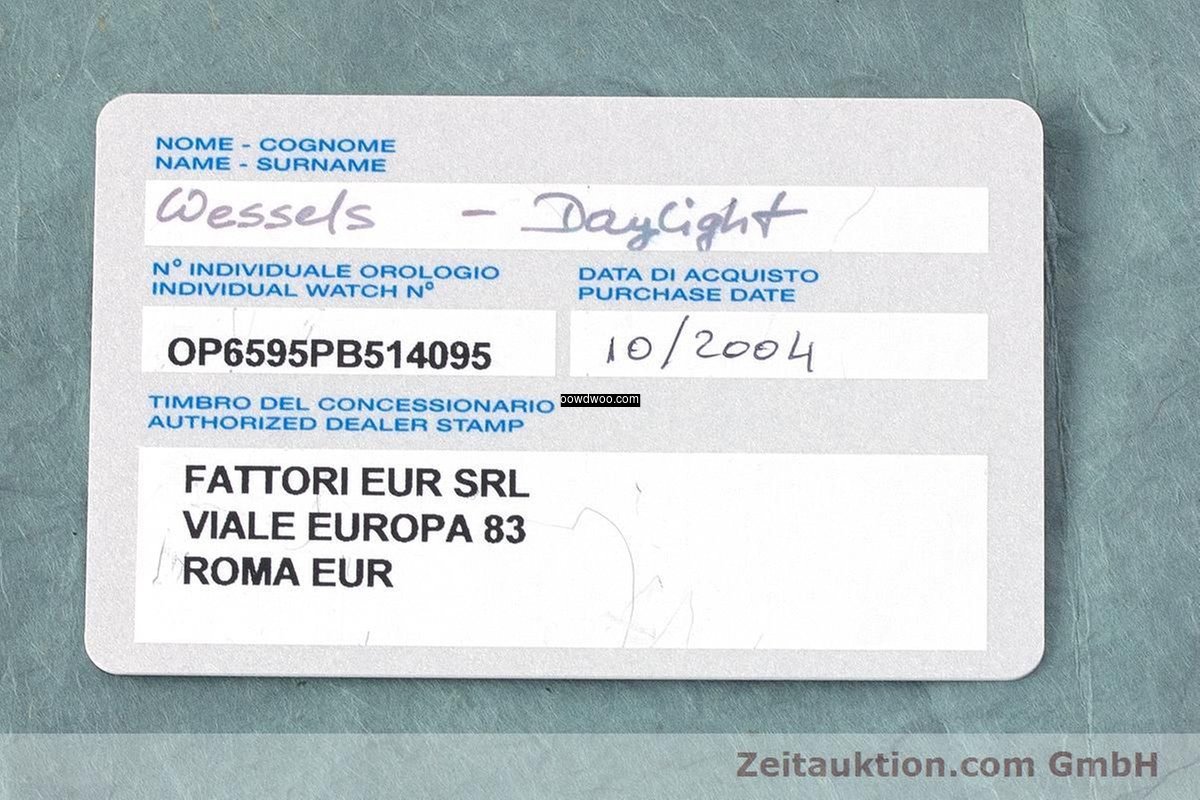 NOME - COGNOME
NAME - SURNAME
Wessels - Daylight
N° INDIVIDUALE OROLOGIO
INDIVIDUAL WATCH N°
DATA DI ACQUISTO
PURCHASE DATE
OP6595PB514095
10/2004
TIMBRO DEL CONCESSIONARIO
AUTHORIZED DEALER STAMP
powdwoo.com
FATTORI EUR SRL
VIALE EUROPA 83
ROMA EUR
Zeitauktion.com GmbH